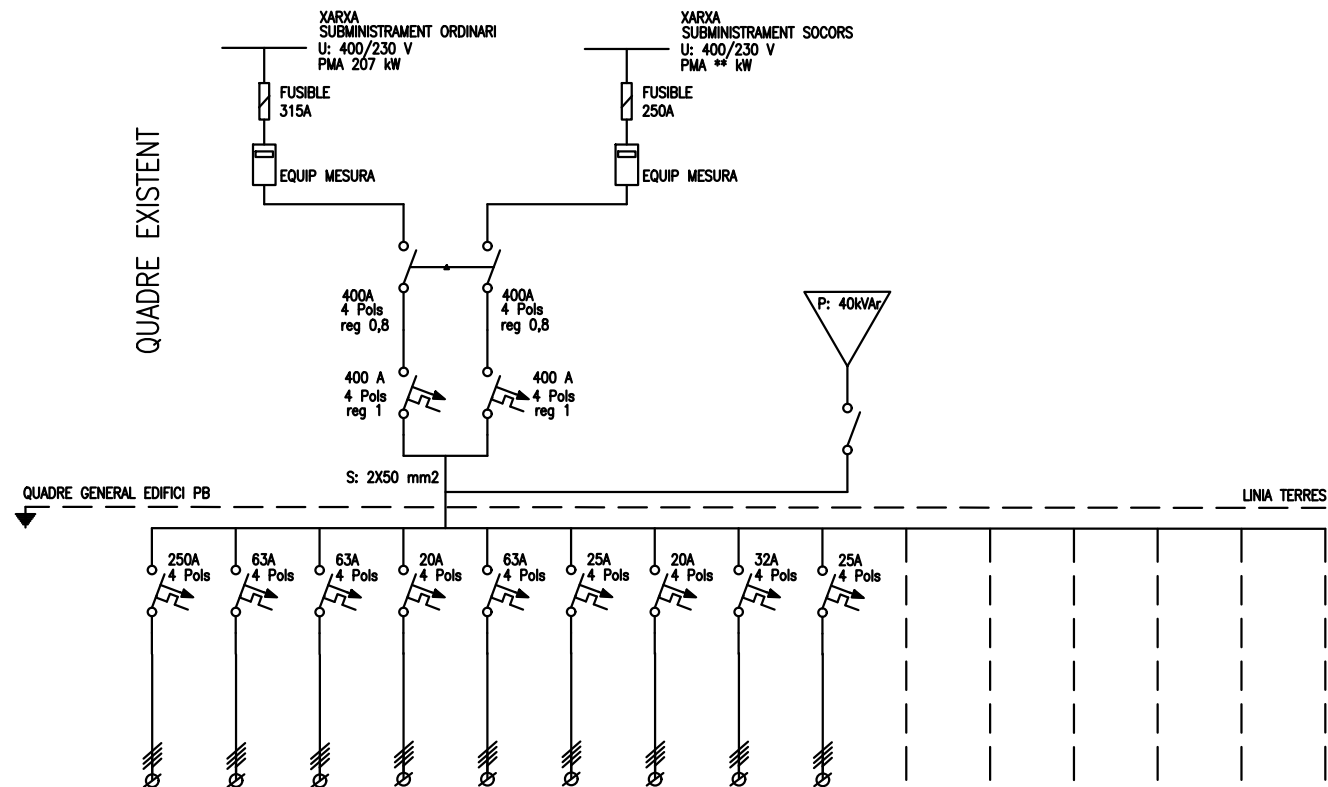 XARXA
SUBMINISTRAMENT ORDINARI
U: 400/230 V
PMA 207 kW
XARXA
SUBMINISTRAMENT SOCORS
U: 400/230 V
PMA ** kW
FUSIBLE
315A
FUSIBLE
250A
QUADRE EXISTENT
EQUIP MESURA
EQUIP MESURA
400A
4 Pols
reg 0,8
400A
4 Pols
reg 0,8
P: 40kVAr
400 A
4 Pols
reg 1
400 A
4 Pols
reg 1
S: 2X50 mm2
QUADRE GENERAL EDIFICI PB
LINIA TERRES
250A
4 Pols
63A
4 Pols
63A
4 Pols
20A
4 Pols
63A
4 Pols
25A
4 Pols
20A
4 Pols
32A
4 Pols
25A
4 Pols